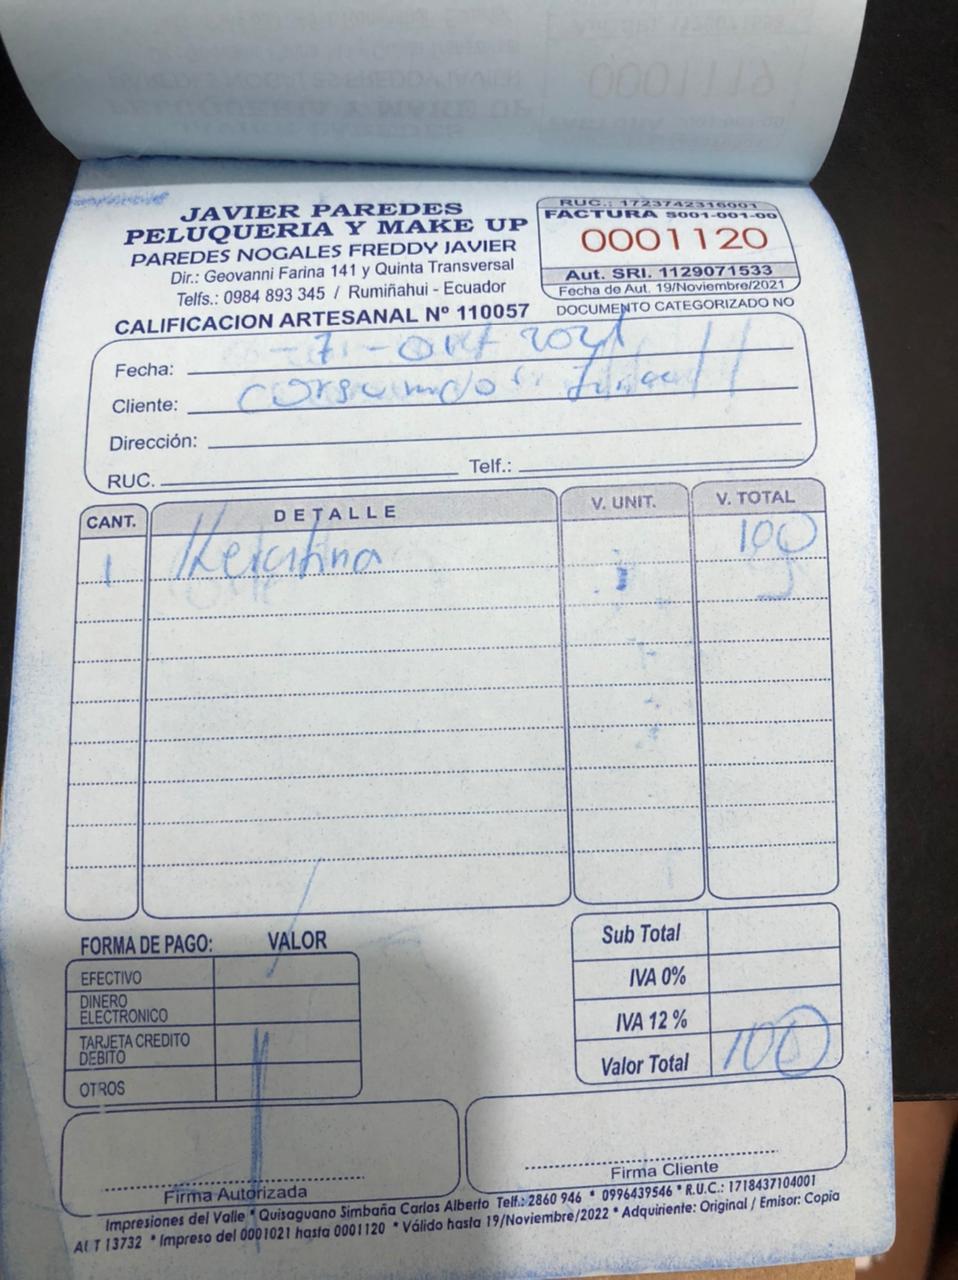 JAVIER PAREDES
PELUQUERIA Y MAKE UP
PAREDES NOGALES FREDDY JAVIER
Dir.: Geovanni Farina 141 y Quinta Transversal
Telfs.: 0984 893 345 / Rumiñahui - Ecuador
CALIFICACION ARTESANAL Nº 110057
RUC.: 1723742316001
FACTURA S001-001-00
0001120
Aut. SRI. 1129071533
Fecha de Aut. 19/Noviembre/2021
DOCUMENTO CATEGORIZADO NO
Fecha: 7 - 2021
Cliente: consumidor final
Dirección:
RUC. Telf.:
CANT. DETALLE V. UNIT. V. TOTAL
1 Keratina 100
FORMA DE PAGO: VALOR
EFECTIVO
DINERO ELECTRONICO
TARJETA CREDITO DEBITO
OTROS
Sub Total
IVA 0%
IVA 12 %
Valor Total 100
Firma Autorizada
Firma Cliente
Impresiones del Valle * Quisaguano Simbaña Carlos Alberto Telf.: 2860 946 * 0996439546 * R.U.C.: 1718437104001
AUT 13732 * Impreso del 0001021 hasta 0001120 * Válido hasta 19/Noviembre/2022 * Adquiriente: Original / Emisor: Copia